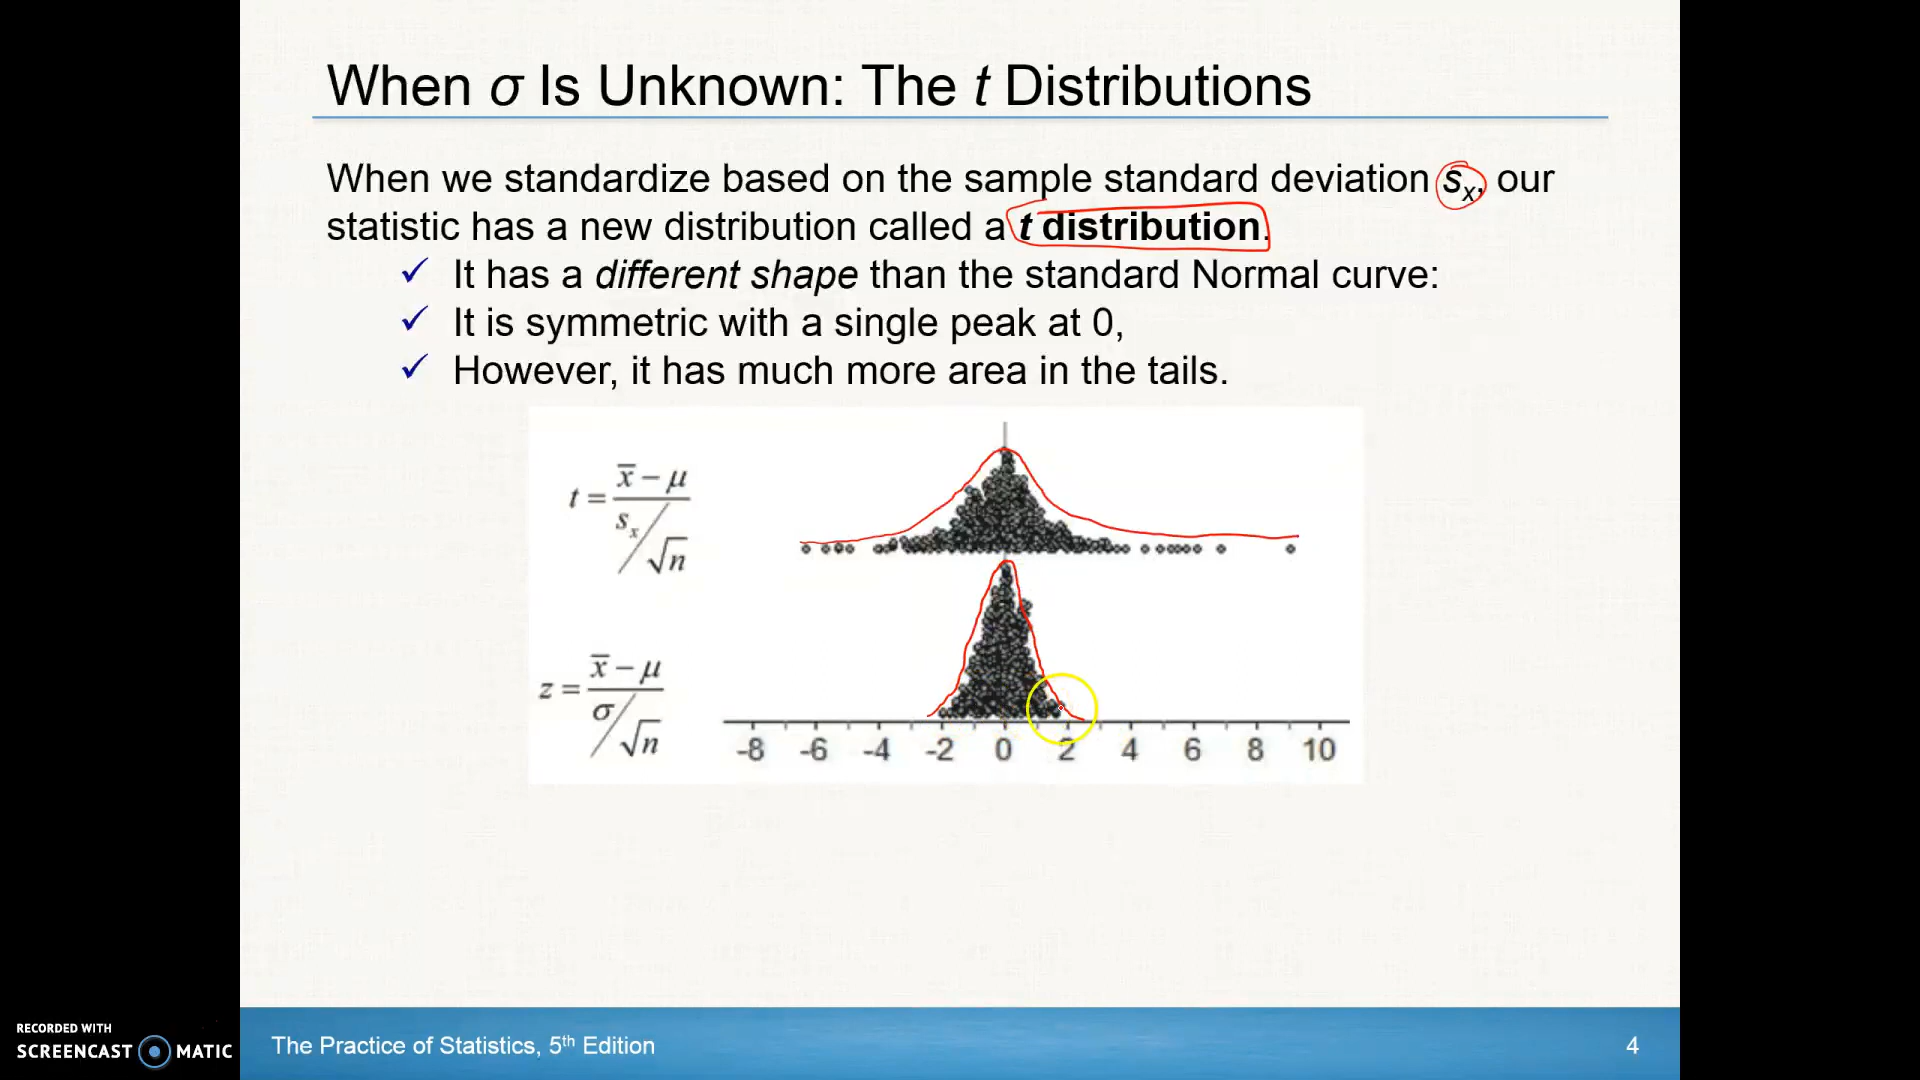 When σ Is Unknown: The t Distributions
When we standardize based on the sample standard deviation sₓ, our
statistic has a new distribution called a t distribution.
✓ It has a different shape than the standard Normal curve:
✓ It is symmetric with a single peak at 0,
✓ However, it has much more area in the tails.
t = (x̄ − μ) / (sₓ/√n)
z = (x̄ − μ) / (σ/√n)
-8 -6 -4 -2 0 2 4 6 8 10
RECORDED WITH
SCREENCAST MATIC
The Practice of Statistics, 5th Edition
4